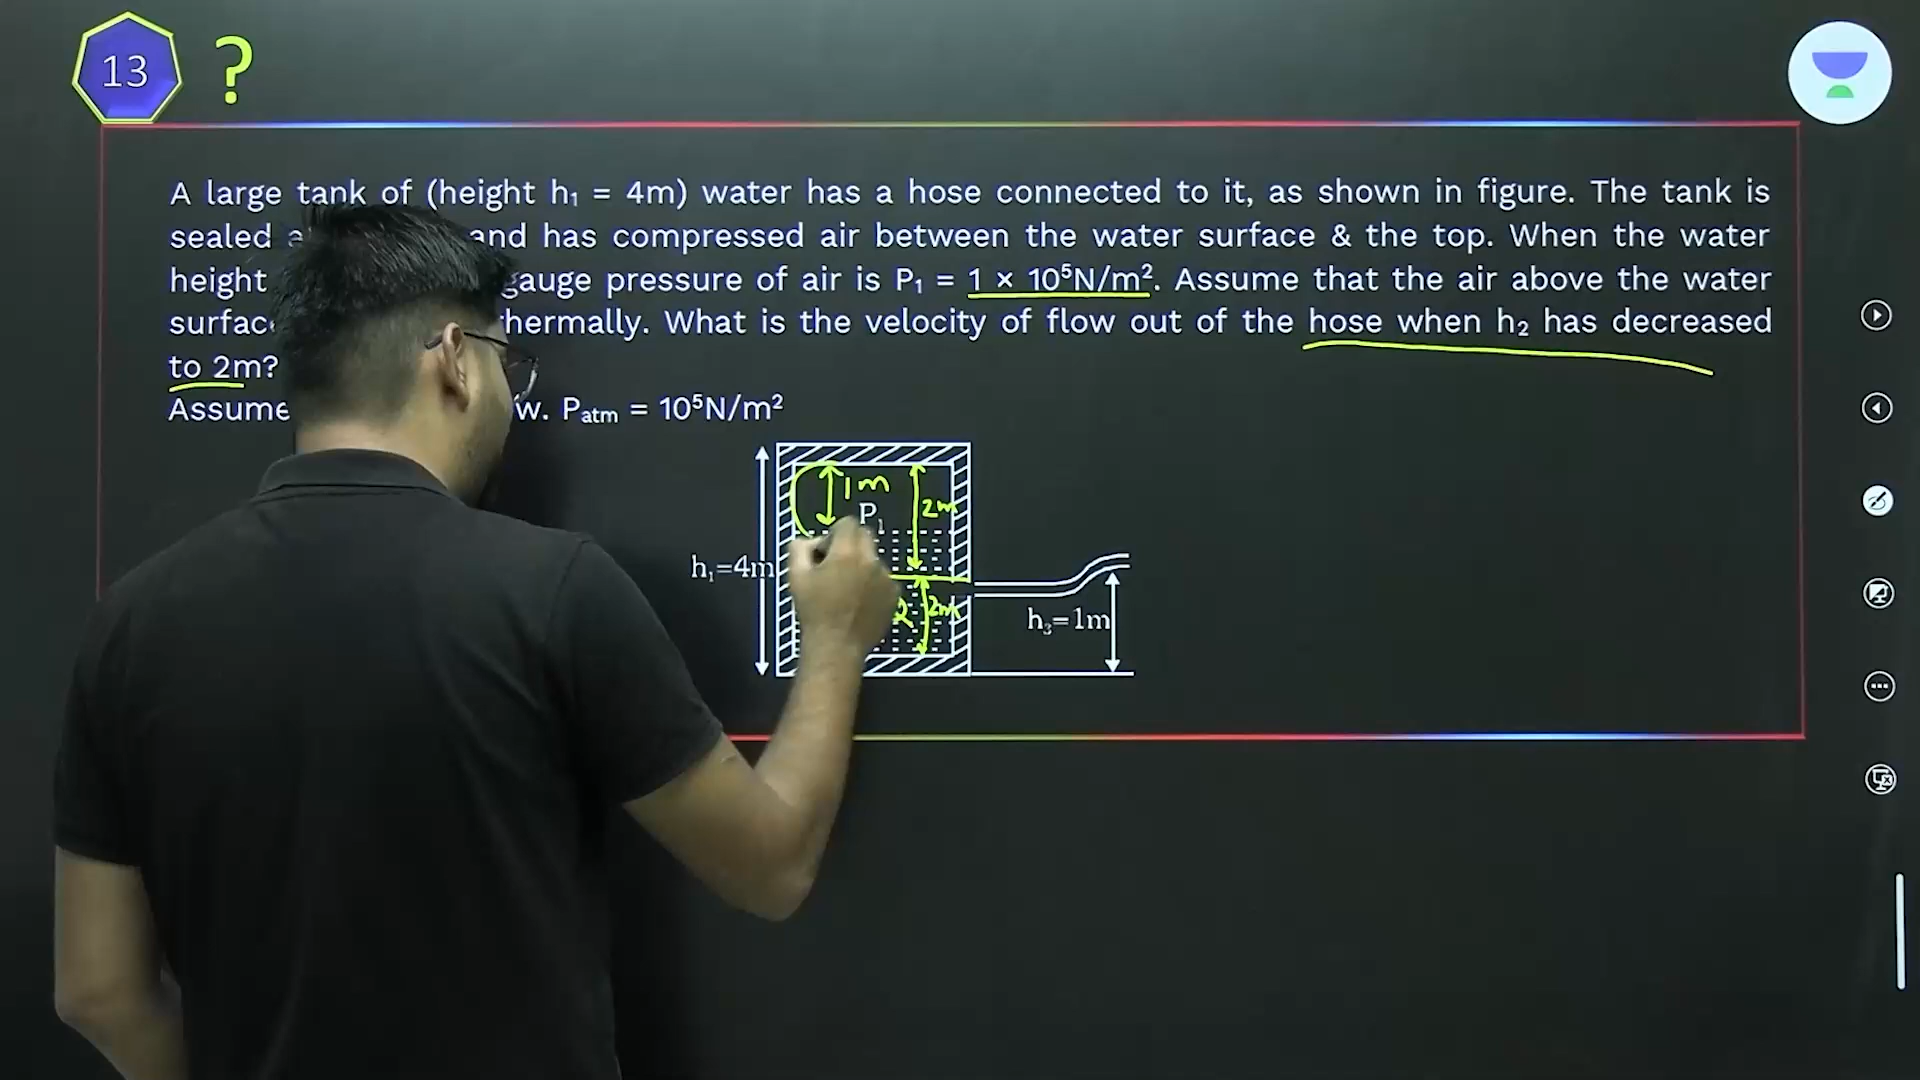 13 ?
A large tank of (height h₁ = 4m) water has a hose connected to it, as shown in figure. The tank is
sealed and has compressed air between the water surface & the top. When the water
height gauge pressure of air is P₁ = 1 × 10⁵N/m². Assume that the air above the water
What is the velocity of flow out of the hose when h₂ has decreased
to 2m?
Assume P_atm = 10⁵N/m²
1m
2m
P₁
h₁=4m
2m
h₃=1m